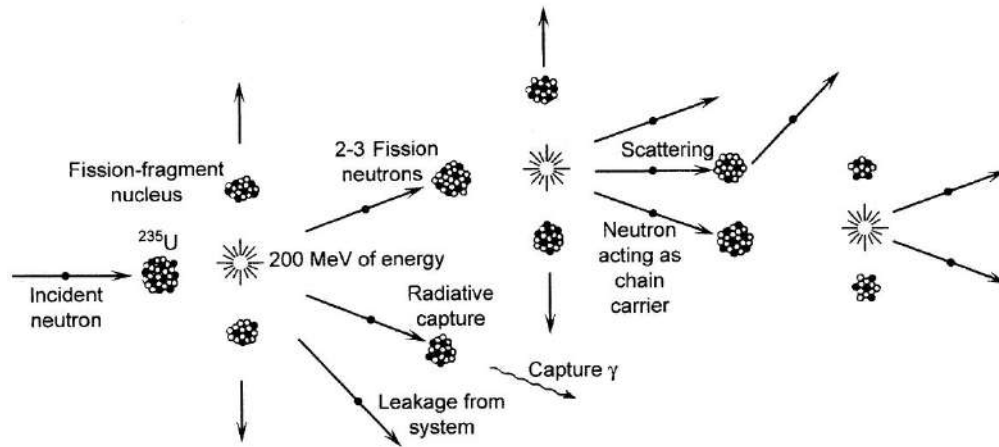 Fission-fragment
nucleus
²³⁵U
Incident
neutron
200 MeV of energy
2-3 Fission
neutrons
Radiative
capture
Capture γ
Leakage from
system
Scattering
Neutron
acting as
chain
carrier